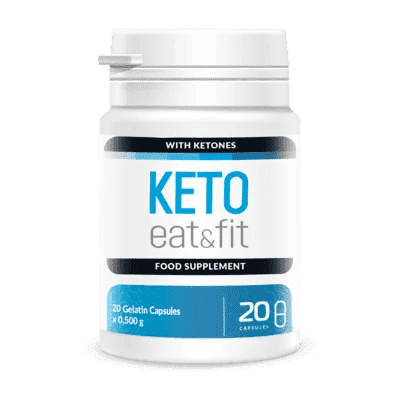 WITH KETONES
KETO
eat&fit
FOOD SUPPLEMENT
20 Gelatin Capsules
x 0,500 g
20
CAPSULES